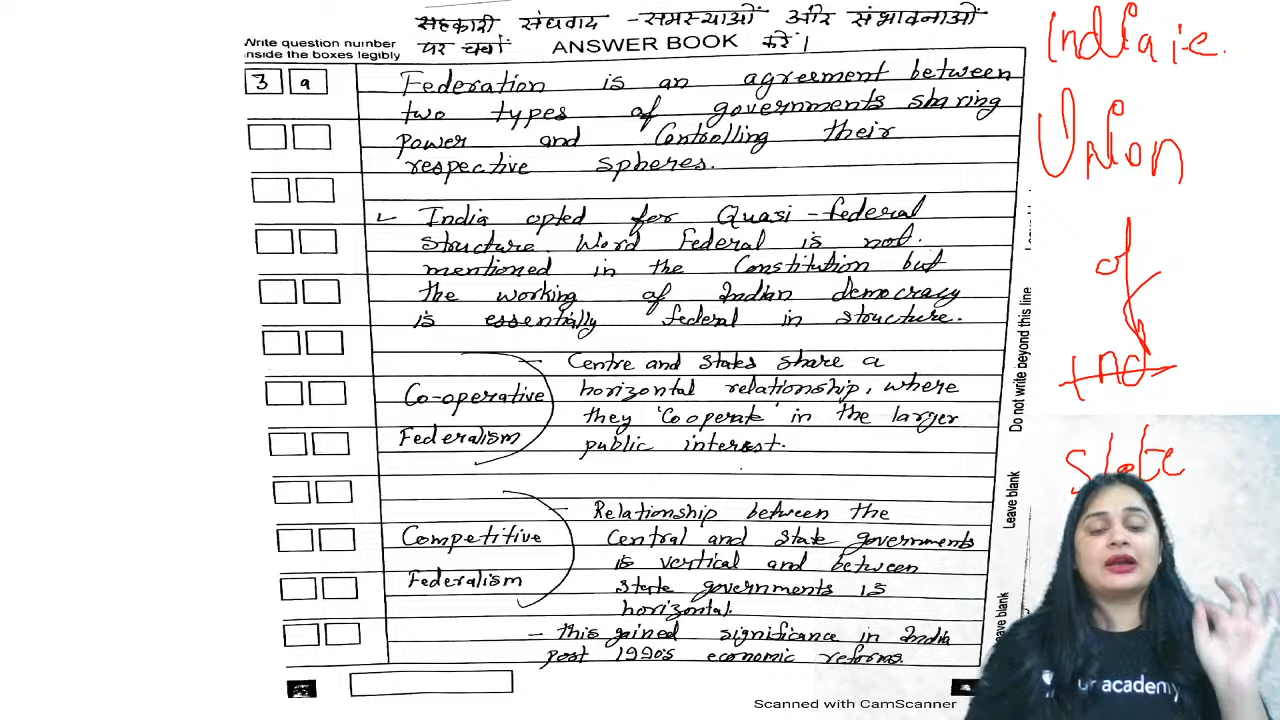 सहकारी संघवाद - समस्याओं और संभावनाओं
पर चर्चा करें।
ANSWER BOOK
Write question number
inside the boxes legibly
3 a
Federation is an agreement between
two types of governments sharing
power and Controlling their
respective spheres.
India opted for Quasi-federal
structure. Word Federal is not
mentioned in the Constitution but
the working of Indian democracy
is essentially federal in structure.
Co-operative
Federalism
- Centre and States share a
horizontal relationship, where
they 'Co operate' in the larger
public interest.
Competitive
Federalism
- Relationship between the
Central and state governments
is vertical and between
state governments is
horizontal.
- this gained significance in India
post 1990's economic reforms.
Do not write beyond this line
Leave blank
Leave blank
Scanned with CamScanner
India i.e.
Union
of
State
academy